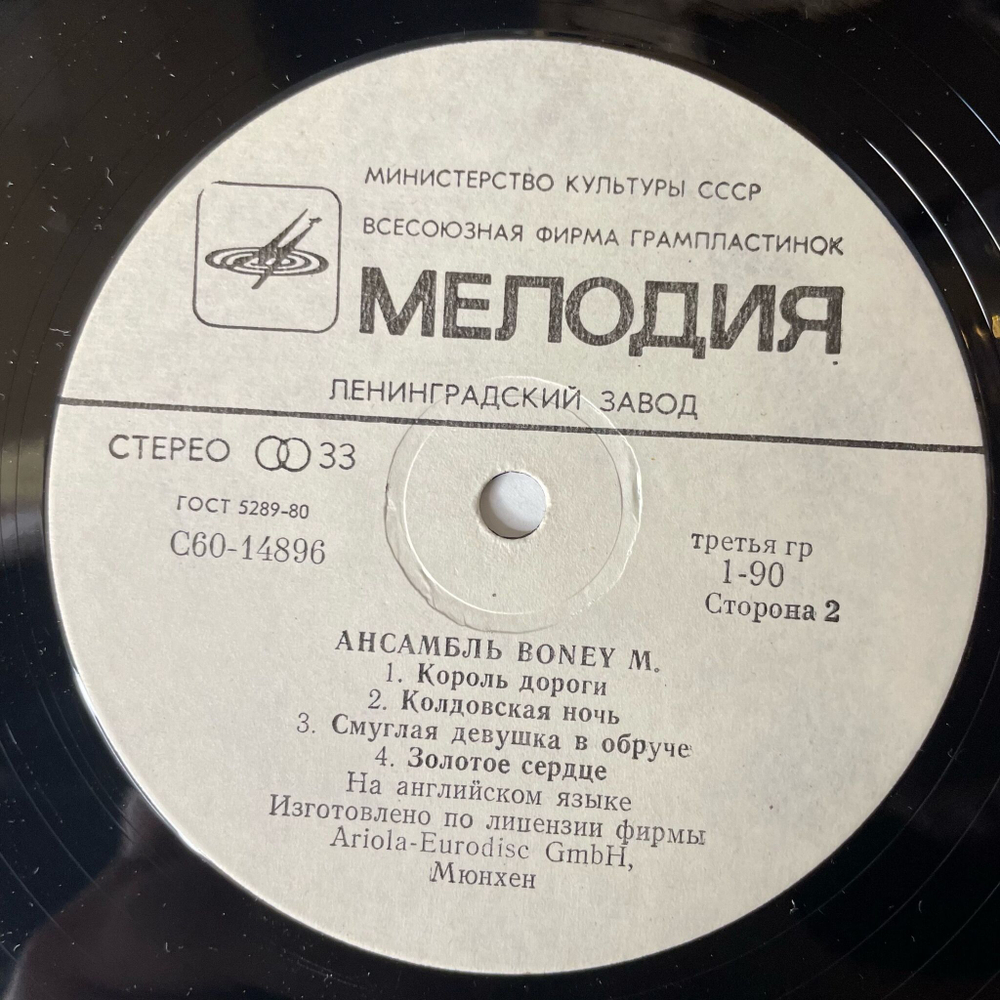 МИНИСТЕРСТВО КУЛЬТУРЫ СССР
ВСЕСОЮЗНАЯ ФИРМА ГРАМПЛАСТИНОК
МЕЛОДИЯ
ЛЕНИНГРАДСКИЙ ЗАВОД
СТЕРЕО 33
ГОСТ 5289-80
С60-14896
третья гр
1-90
Сторона 2
АНСАМБЛЬ BONEY M.
1. Король дороги
2. Колдовская ночь
3. Смуглая девушка в обруче
4. Золотое сердце
На английском языке
Изготовлено по лицензии фирмы
Ariola-Eurodisc GmbH,
Мюнхен